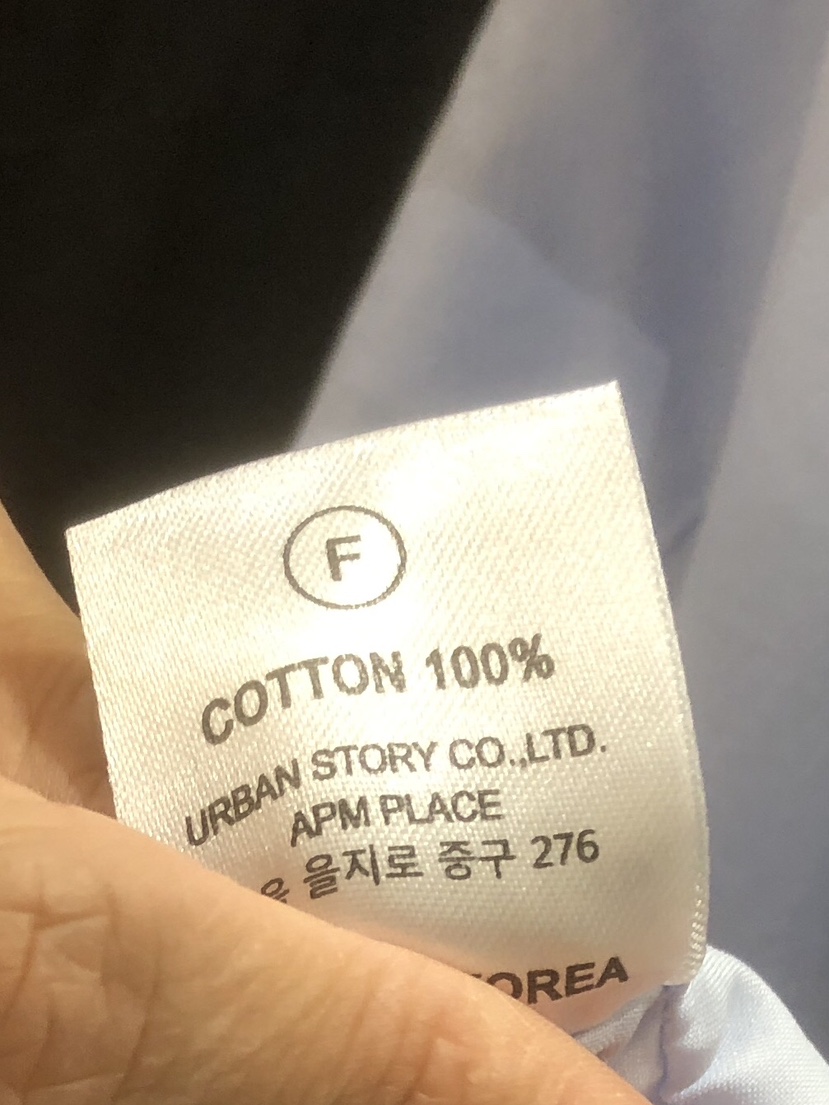 F
COTTON 100%
URBAN STORY CO.,LTD.
APM PLACE
을지로 중구 276